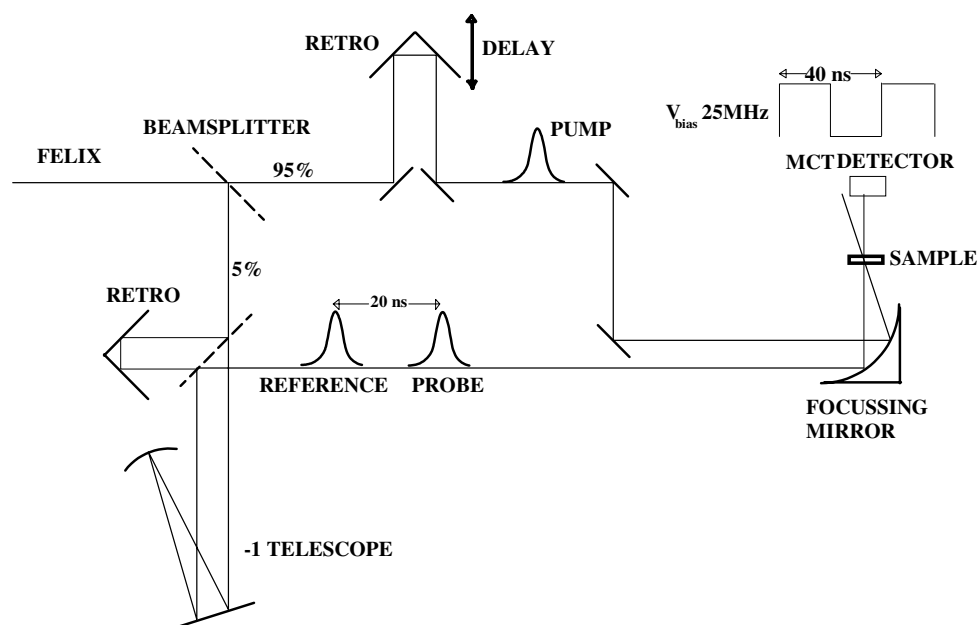 RETRO
DELAY
40 ns
V_bias 25MHz
BEAMSPLITTER
PUMP
FELIX
95%
MCT DETECTOR
5%
SAMPLE
RETRO
20 ns
REFERENCE
PROBE
FOCUSSING
MIRROR
-1 TELESCOPE